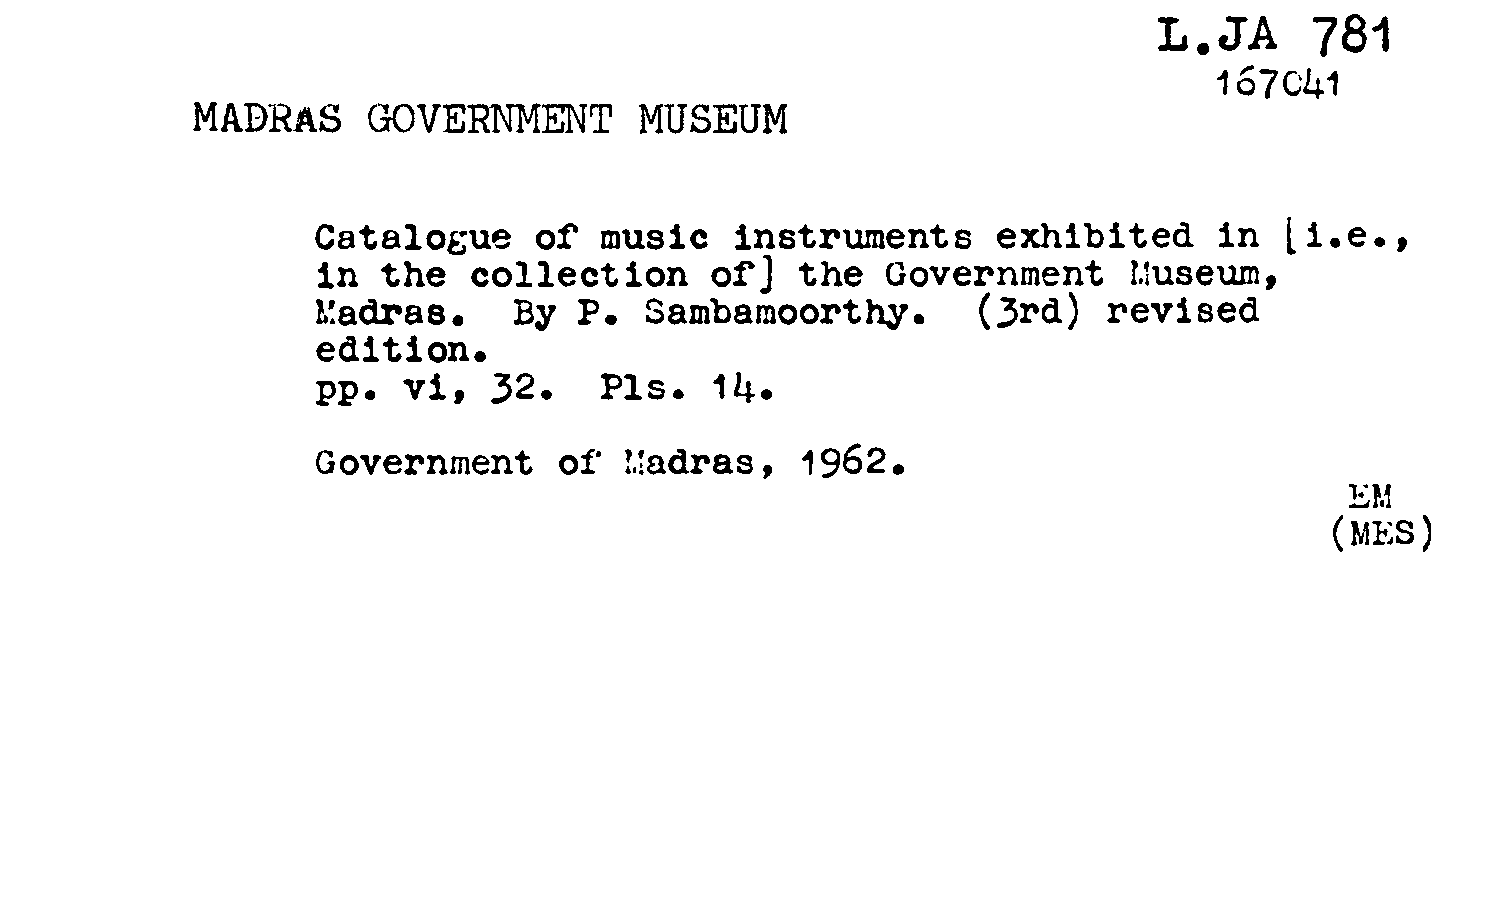 L.JA 781
167041
MADRAS GOVERNMENT MUSEUM
Catalogue of music instruments exhibited in [i.e.,
in the collection of] the Government Museum,
Madras. By P. Sambamoorthy. (3rd) revised
edition.
pp. vi, 32. Pls. 14.
Government of Madras, 1962.
EM
(MES)